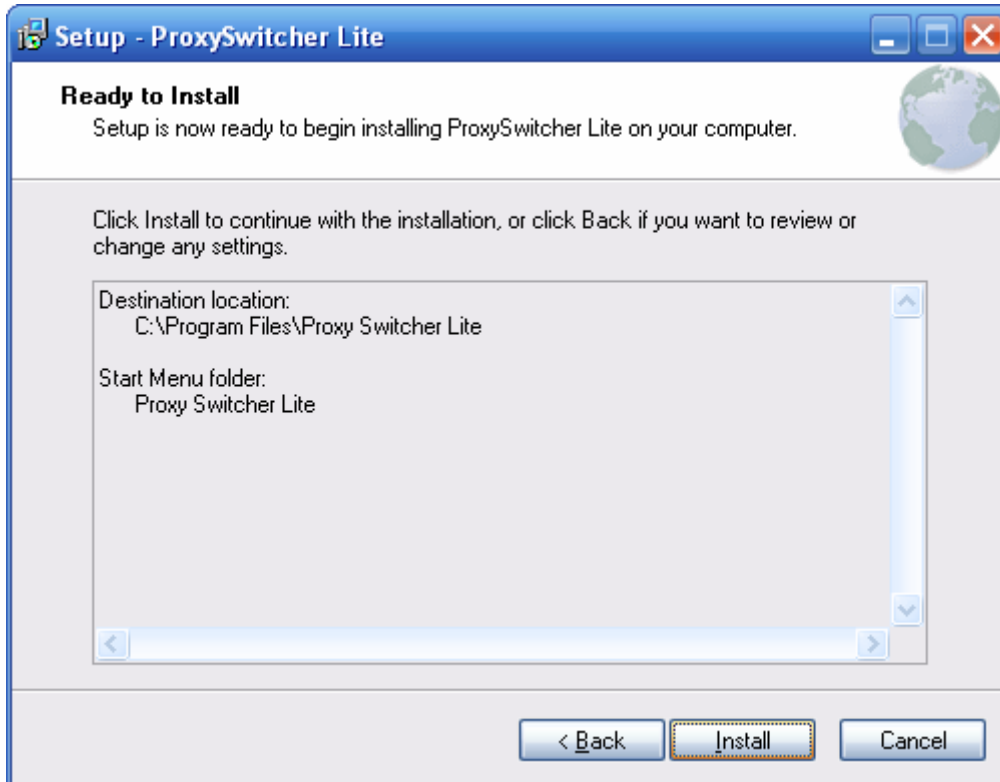 Setup - ProxySwitcher Lite
Ready to Install
Setup is now ready to begin installing ProxySwitcher Lite on your computer.
Click Install to continue with the installation, or click Back if you want to review or
change any settings.
Destination location:
C:\Program Files\Proxy Switcher Lite
Start Menu folder:
Proxy Switcher Lite
< Back Install Cancel